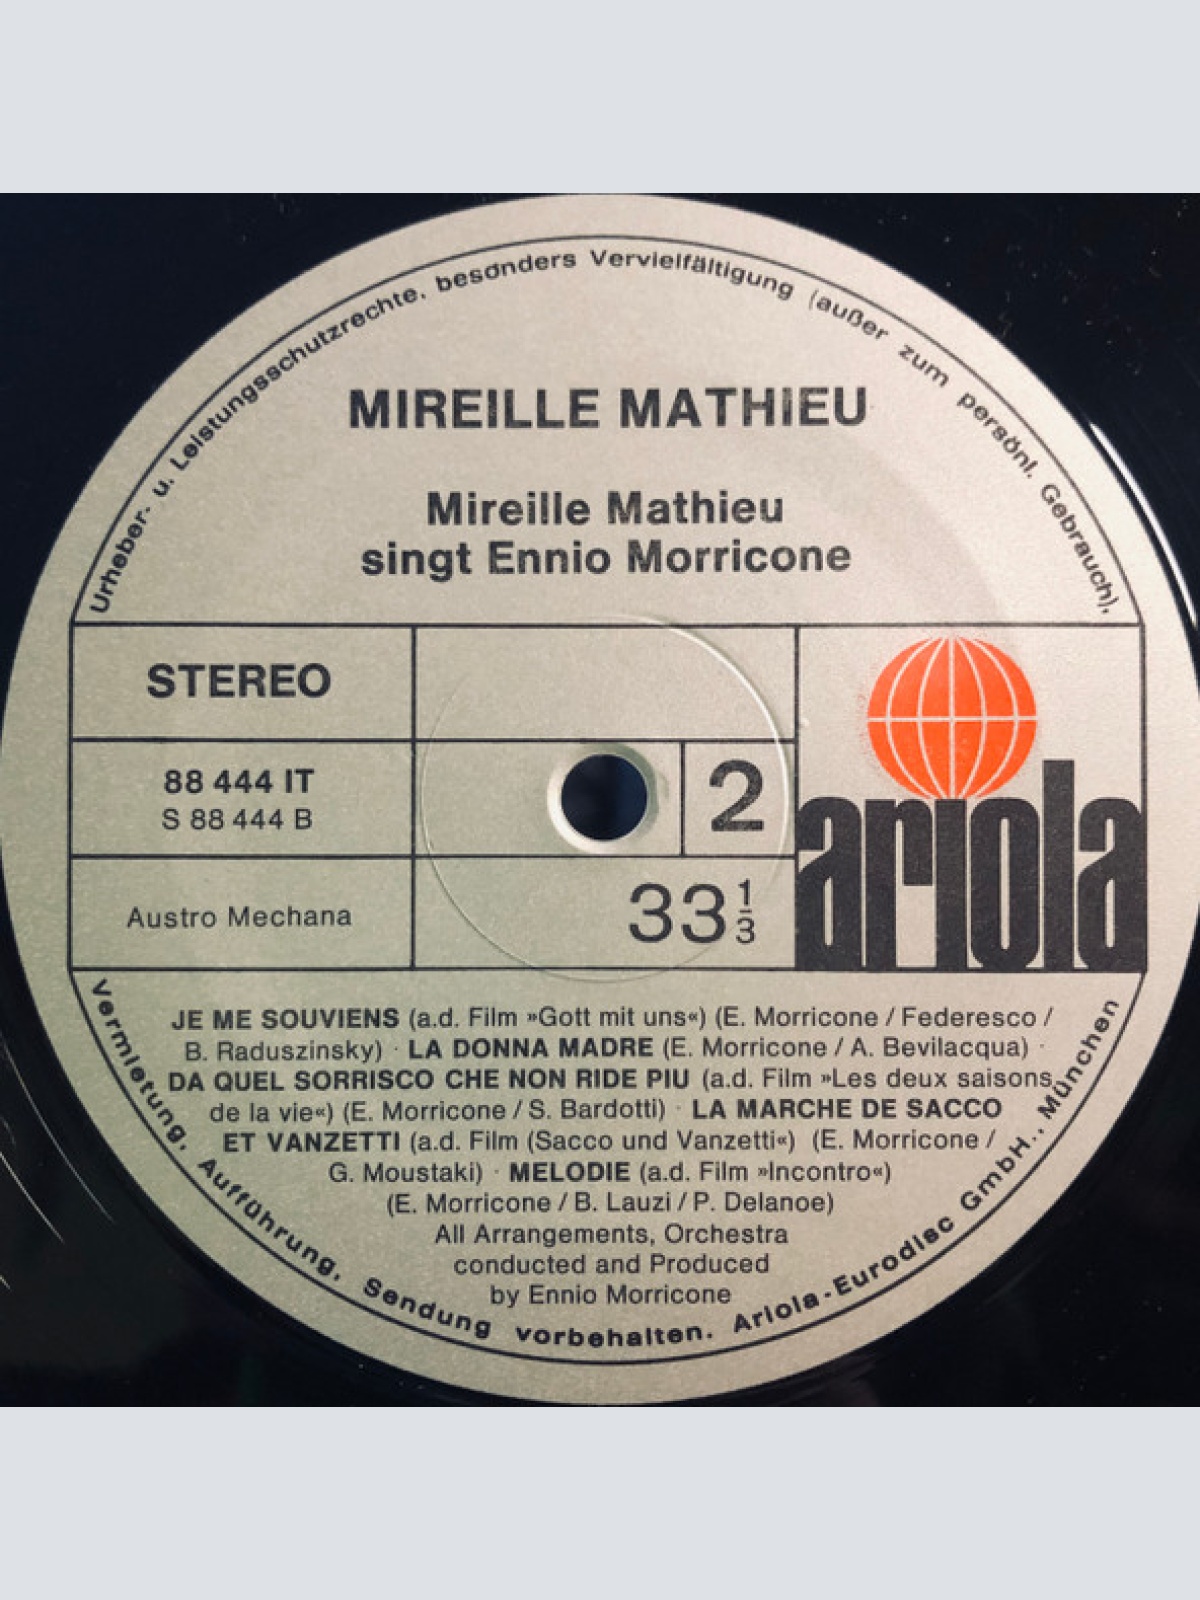 Urheber- u. Leistungsschutzrechte, besonders Vervielfältigung (außer zum persönl. Gebrauch),
MIREILLE MATHIEU
Mireille Mathieu
singt Ennio Morricone
STEREO
88 444 IT
S 88 444 B
2
Austro Mechana
33 1/3
ariola
JE ME SOUVIENS (a.d. Film »Gott mit uns«) (E. Morricone / Federesco /
B. Raduszinsky) · LA DONNA MADRE (E. Morricone / A. Bevilacqua) ·
DA QUEL SORRISCO CHE NON RIDE PIU (a.d. Film »Les deux saisons
de la vie«) (E. Morricone / S. Bardotti) · LA MARCHE DE SACCO
ET VANZETTI (a.d. Film (Sacco und Vanzetti«) (E. Morricone /
G. Moustaki) · MELODIE (a.d. Film »Incontro«)
(E. Morricone / B. Lauzi / P. Delanoe)
All Arrangements, Orchestra
conducted and Produced
by Ennio Morricone
Vermietung, Aufführung, Sendung vorbehalten. Ariola-Eurodisc GmbH., München